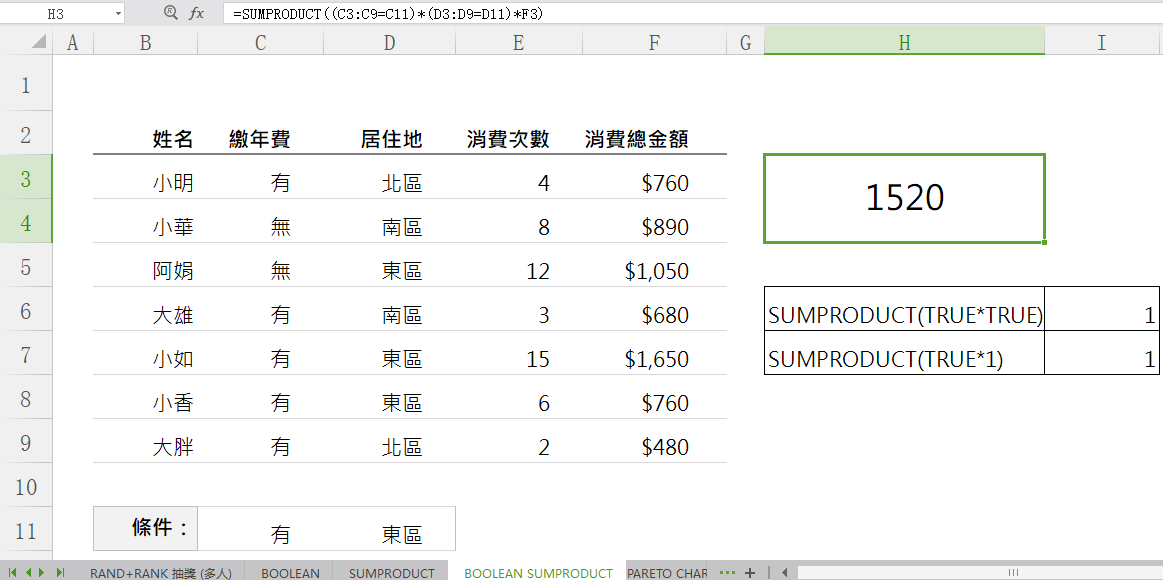 H3 fx =SUMPRODUCT((C3:C9=C11)*(D3:D9=D11)*F3)
A B C D E F G H I
1
2 姓名 繳年費 居住地 消費次數 消費總金額
3 小明 有 北區 4 $760
1520
4 小華 無 南區 8 $890
5 阿娟 無 東區 12 $1,050
6 大雄 有 南區 3 $680 SUMPRODUCT(TRUE*TRUE) 1
7 小如 有 東區 15 $1,650 SUMPRODUCT(TRUE*1) 1
8 小香 有 東區 6 $760
9 大胖 有 北區 2 $480
10
11 條件： 有 東區
RAND+RANK 抽獎 (多人) BOOLEAN SUMPRODUCT BOOLEAN SUMPRODUCT PARETO CHAR